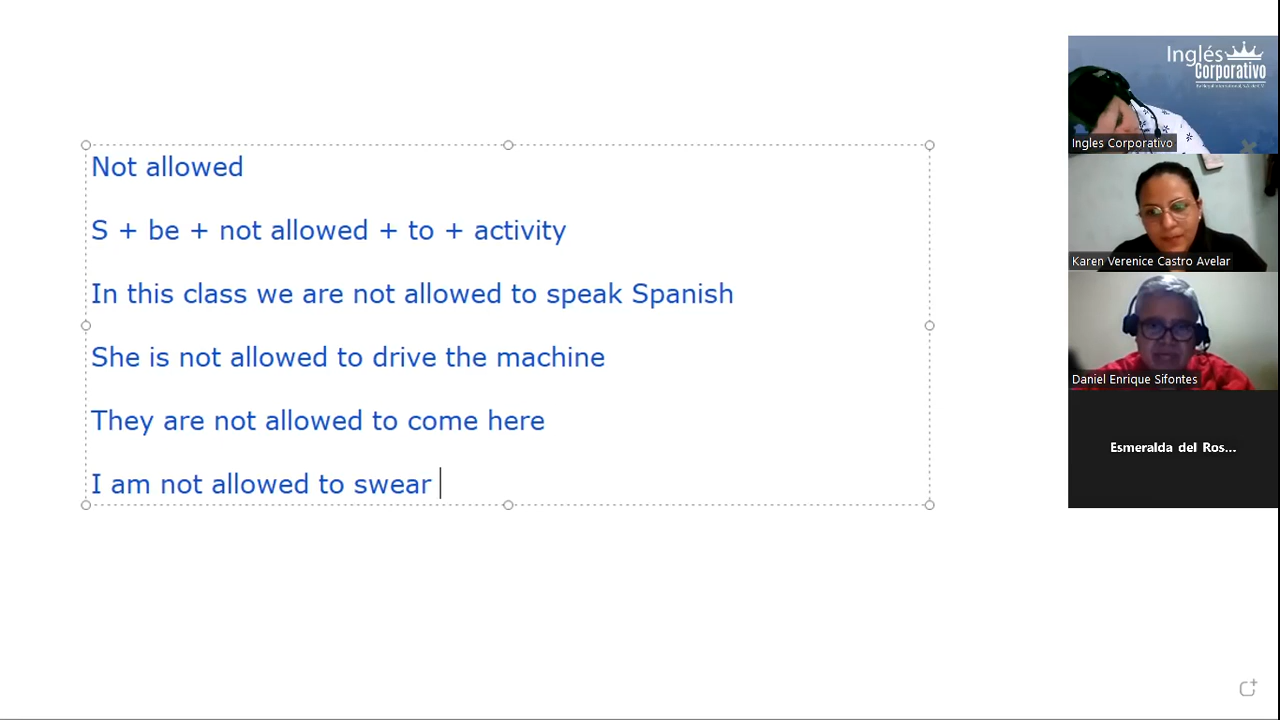 Not allowed
S + be + not allowed + to + activity
In this class we are not allowed to speak Spanish
She is not allowed to drive the machine
They are not allowed to come here
I am not allowed to swear
Inglés
Corporativo
Ingles Corporativo
Karen Verenice Castro Avelar
Daniel Enrique Sifontes
Esmeralda del Ros...